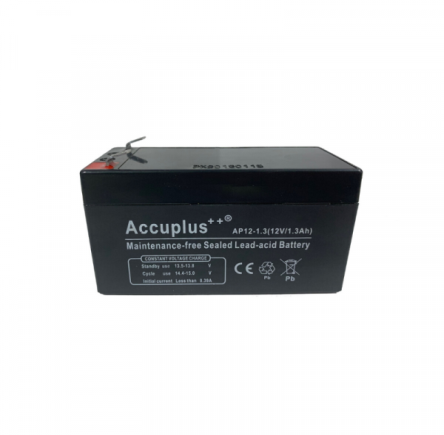 Accuplus++®
AP12-1.3(12V/1.3Ah)
Maintenance-free Sealed Lead-acid Battery
CONSTANT VOLTAGE CHARGE
Standby use: 13.5-13.8 V
Cycle use: 14.4-15.0 V
Initial current Less than 0.39A
CE
Pb
Pb